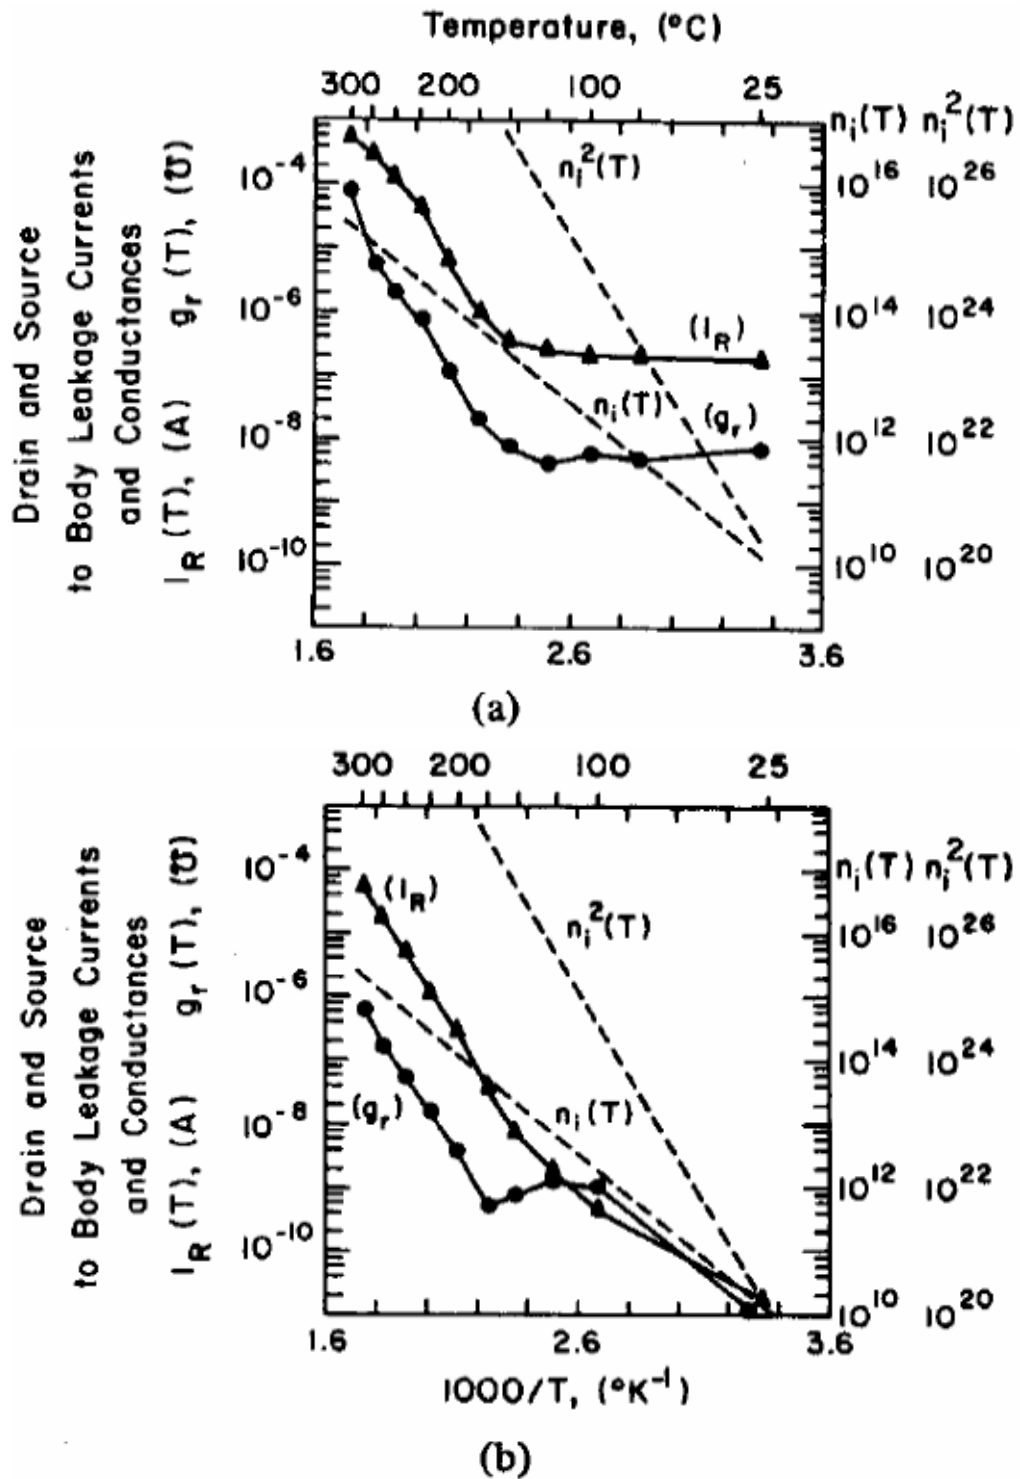 Temperature, (°C)
300 200 100 25
n_i(T) n_i^2(T)
Drain and Source
to Body Leakage Currents
and Conductances
I_R (T), (A) g_r (T), (℧)
10^-4
10^-6
10^-8
10^-10
n_i^2(T)
(I_R)
n_i(T)
(g_r)
10^16 10^26
10^14 10^24
10^12 10^22
10^10 10^20
1.6 2.6 3.6
(a)
300 200 100 25
n_i(T) n_i^2(T)
Drain and Source
to Body Leakage Currents
and Conductances
I_R (T), (A) g_r (T), (℧)
10^-4
10^-6
10^-8
10^-10
(I_R)
n_i^2(T)
(g_r)
n_i(T)
10^16 10^26
10^14 10^24
10^12 10^22
10^10 10^20
1.6 2.6 3.6
1000/T, (°K^-1)
(b)